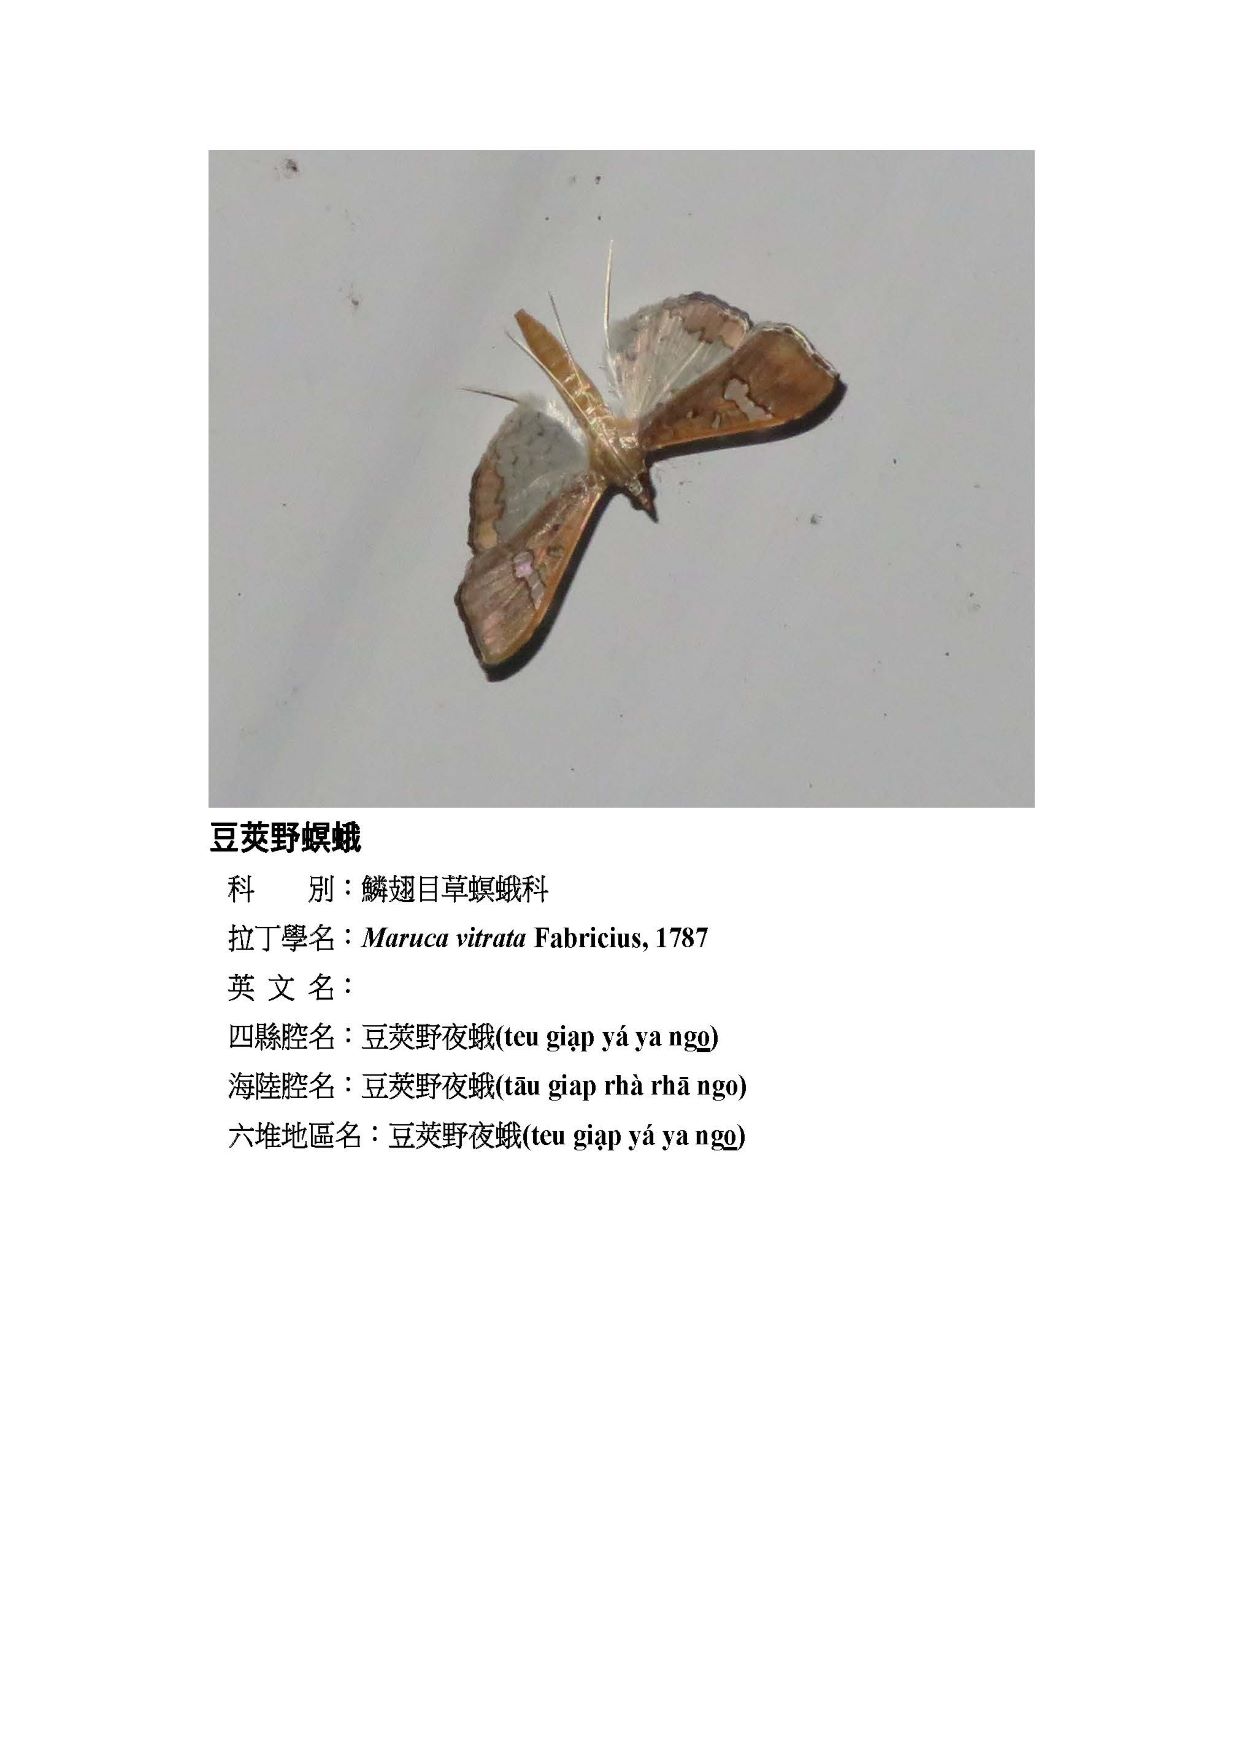 豆莢野螟蛾
科　　別：鱗翅目草螟蛾科
拉丁學名：Maruca vitrata Fabricius, 1787
英 文 名：
四縣腔名：豆莢野夜蛾(teu giạp yá ya ngo̲)
海陸腔名：豆莢野夜蛾(tāu giap rhà rhā ngo)
六堆地區名：豆莢野夜蛾(teu giạp yá ya ngo̲)